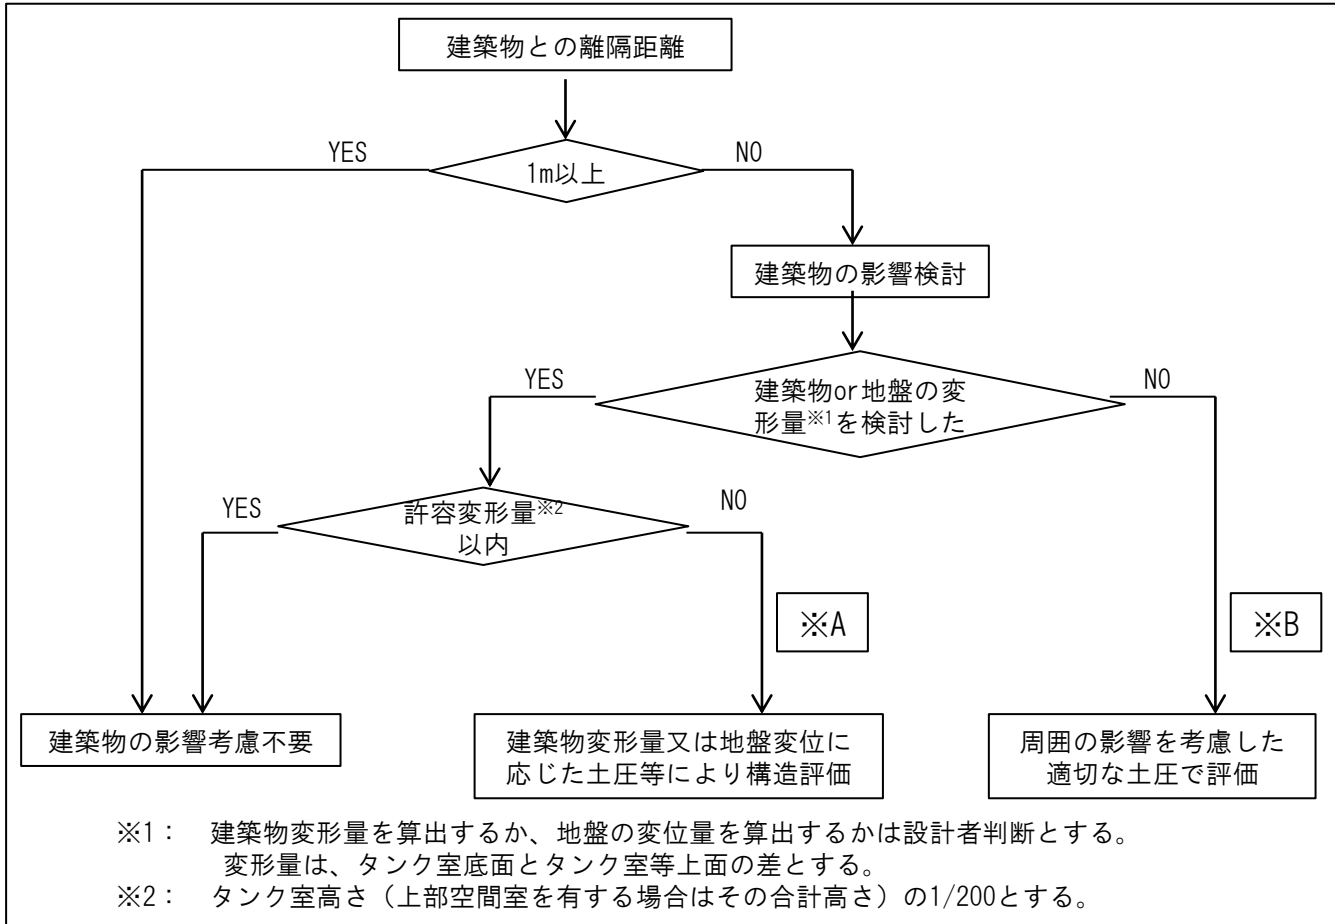 建築物との離隔距離
YES
1m以上
NO
建築物の影響検討
YES
建築物or地盤の変
形量※1を検討した
NO
YES
許容変形量※2
以内
NO
※A
※B
建築物の影響考慮不要
建築物変形量又は地盤変位に
応じた土圧等により構造評価
周囲の影響を考慮した
適切な土圧で評価
※1： 建築物変形量を算出するか、地盤の変位量を算出するかは設計者判断とする。
変形量は、タンク室底面とタンク室等上面の差とする。
※2： タンク室高さ（上部空間室を有する場合はその合計高さ）の1/200とする。